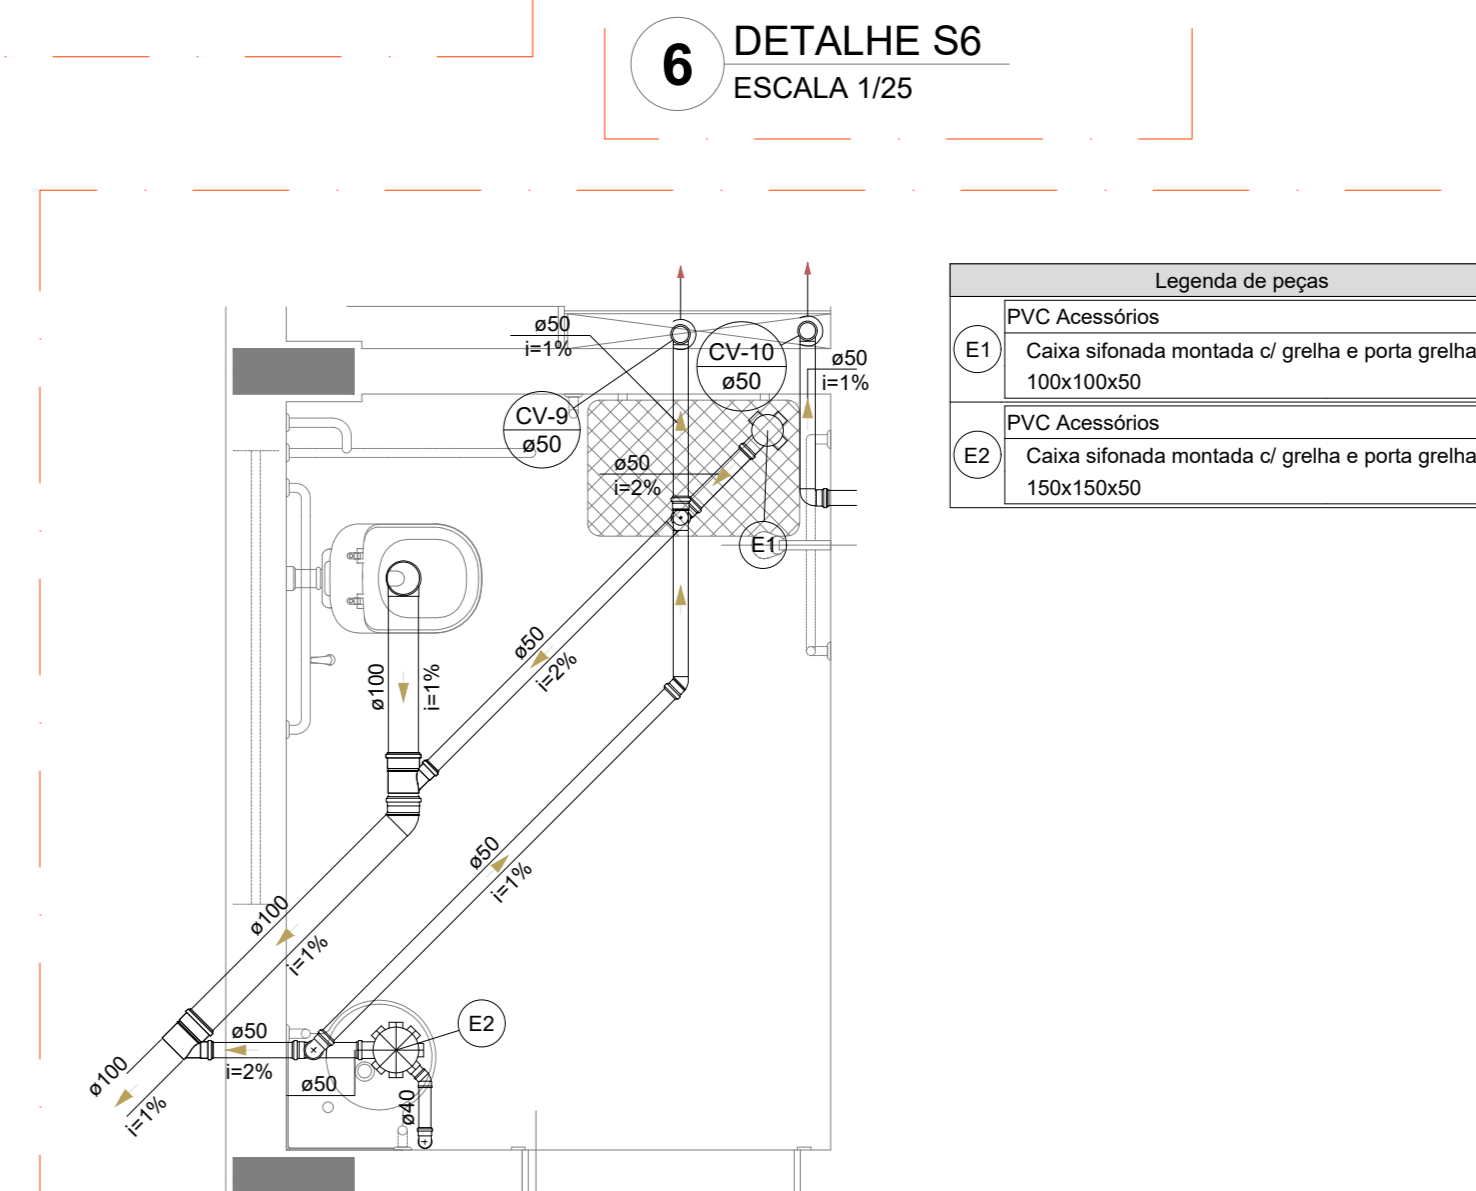 6
DETALHE S6
ESCALA 1/25
Legenda de peças
E1
PVC Acessórios
Caixa sifonada montada c/ grelha e porta grelha
100x100x50
E2
PVC Acessórios
Caixa sifonada montada c/ grelha e porta grelha
150x150x50
ø50
i=1%
CV-10
ø50
ø50
i=1%
CV-9
ø50
ø50
i=2%
E1
ø50
i=2%
ø100
i=1%
ø50
i=1%
ø100
i=1%
E2
ø50
i=2%
ø50
ø40
ø100
i=1%